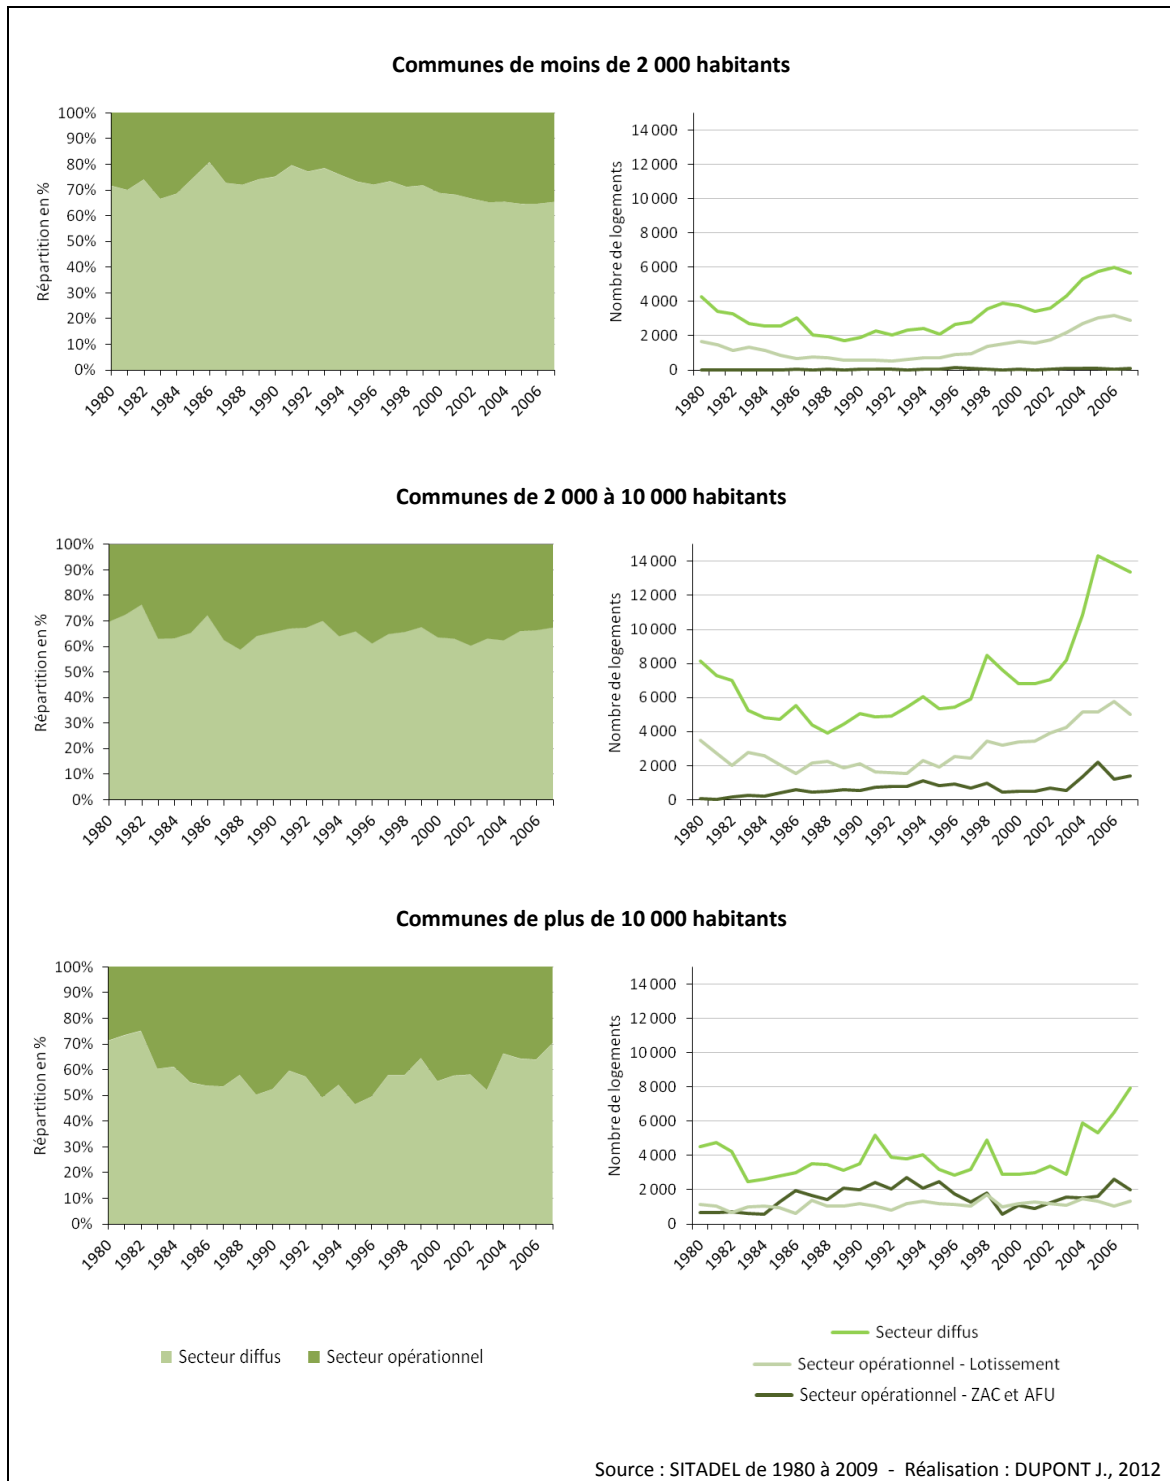 Communes de moins de 2 000 habitants
Répartition en %
100%
90%
80%
70%
60%
50%
40%
30%
20%
10%
0%
1980 1982 1984 1986 1988 1990 1992 1994 1996 1998 2000 2002 2004 2006
Nombre de logements
14 000
12 000
10 000
8 000
6 000
4 000
2 000
0
1980 1982 1984 1986 1988 1990 1992 1994 1996 1998 2000 2002 2004 2006
Communes de 2 000 à 10 000 habitants
Répartition en %
100%
90%
80%
70%
60%
50%
40%
30%
20%
10%
0%
1980 1982 1984 1986 1988 1990 1992 1994 1996 1998 2000 2002 2004 2006
Nombre de logements
14 000
12 000
10 000
8 000
6 000
4 000
2 000
0
1980 1982 1984 1986 1988 1990 1992 1994 1996 1998 2000 2002 2004 2006
Communes de plus de 10 000 habitants
Répartition en %
100%
90%
80%
70%
60%
50%
40%
30%
20%
10%
0%
1980 1982 1984 1986 1988 1990 1992 1994 1996 1998 2000 2002 2004 2006
Nombre de logements
14 000
12 000
10 000
8 000
6 000
4 000
2 000
0
1980 1982 1984 1986 1988 1990 1992 1994 1996 1998 2000 2002 2004 2006
Secteur diffus Secteur opérationnel
Secteur diffus
Secteur opérationnel - Lotissement
Secteur opérationnel - ZAC et AFU
Source : SITADEL de 1980 à 2009 - Réalisation : DUPONT J., 2012